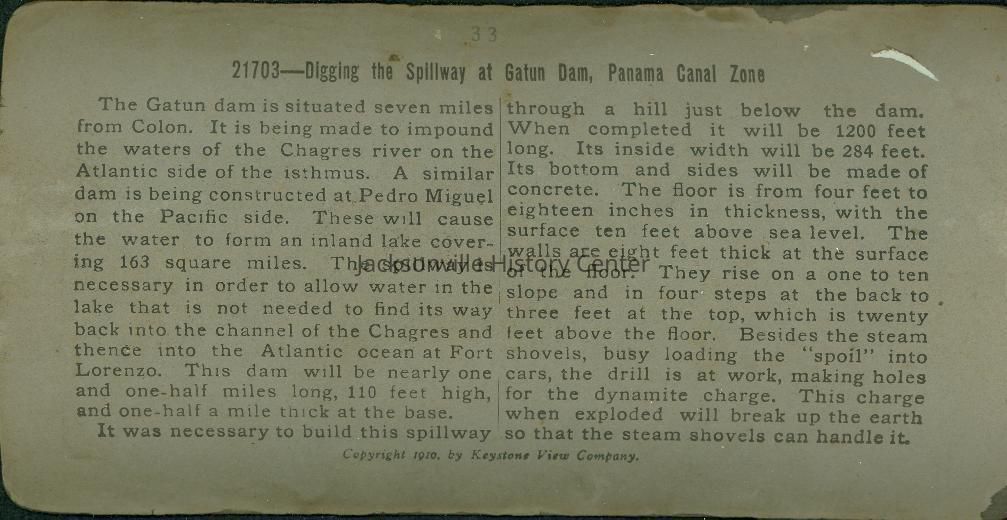 33
21703—Digging the Spillway at Gatun Dam, Panama Canal Zone
The Gatun dam is situated seven miles
from Colon. It is being made to impound
the waters of the Chagres river on the
Atlantic side of the isthmus. A similar
dam is being constructed at Pedro Miguel
on the Pacific side. These will cause
the water to form an inland lake cover-
ing 163 square miles. The spillway is
necessary in order to allow water in the
lake that is not needed to find its way
back into the channel of the Chagres and
thence into the Atlantic ocean at Fort
Lorenzo. This dam will be nearly one
and one-half miles long, 110 feet high,
and one-half a mile thick at the base.
It was necessary to build this spillway
through a hill just below the dam.
When completed it will be 1200 feet
long. Its inside width will be 284 feet.
Its bottom and sides will be made of
concrete. The floor is from four feet to
eighteen inches in thickness, with the
surface ten feet above sea level. The
walls are eight feet thick at the surface
of the floor. They rise on a one to ten
slope and in four steps at the back to
three feet at the top, which is twenty
feet above the floor. Besides the steam
shovels, busy loading the "spoil" into
cars, the drill is at work, making holes
for the dynamite charge. This charge
when exploded will break up the earth
so that the steam shovels can handle it.
Copyright 1910, by Keystone View Company.
Jacksonville History Center